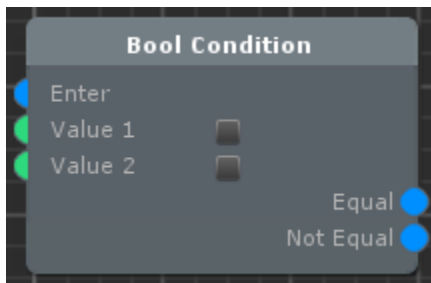 Bool Condition
Enter
Value 1
Value 2
Equal
Not Equal